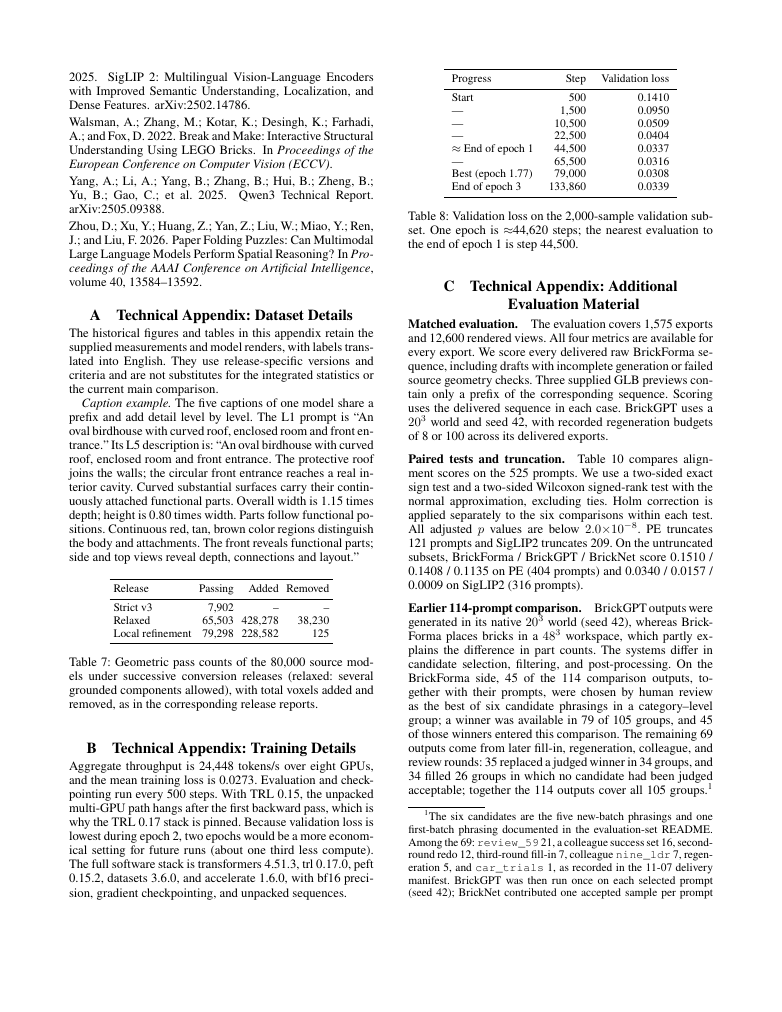 2025. SigLIP 2: Multilingual Vision-Language Encoders
with Improved Semantic Understanding, Localization, and
Dense Features. arXiv:2502.14786.
Walsman, A.; Zhang, M.; Kotar, K.; Desingh, K.; Farhadi,
A.; and Fox, D. 2022. Break and Make: Interactive Structural
Understanding Using LEGO Bricks. In Proceedings of the
European Conference on Computer Vision (ECCV).
Yang, A.; Li, A.; Yang, B.; Zhang, B.; Hui, B.; Zheng, B.;
Yu, B.; Gao, C.; et al. 2025. Qwen3 Technical Report.
arXiv:2505.09388.
Zhou, D.; Xu, Y.; Huang, Z.; Yan, Z.; Liu, W.; Miao, Y.; Ren,
J.; and Liu, F. 2026. Paper Folding Puzzles: Can Multimodal
Large Language Models Perform Spatial Reasoning? In Pro-
ceedings of the AAAI Conference on Artificial Intelligence,
volume 40, 13584–13592.
A Technical Appendix: Dataset Details
The historical figures and tables in this appendix retain the
supplied measurements and model renders, with labels trans-
lated into English. They use release-specific versions and
criteria and are not substitutes for the integrated statistics or
the current main comparison.
Caption example. The five captions of one model share a
prefix and add detail level by level. The L1 prompt is “An
oval birdhouse with curved roof, enclosed room and front en-
trance.” Its L5 description is: “An oval birdhouse with curved
roof, enclosed room and front entrance. The protective roof
joins the walls; the circular front entrance reaches a real in-
terior cavity. Curved substantial surfaces carry their contin-
uously attached functional parts. Overall width is 1.15 times
depth; height is 0.80 times width. Parts follow functional po-
sitions. Continuous red, tan, brown color regions distinguish
the body and attachments. The front reveals functional parts;
side and top views reveal depth, connections and layout.”
Release Passing Added Removed
Strict v3 7,902 – –
Relaxed 65,503 428,278 38,230
Local refinement 79,298 228,582 125
Table 7: Geometric pass counts of the 80,000 source mod-
els under successive conversion releases (relaxed: several
grounded components allowed), with total voxels added and
removed, as in the corresponding release reports.
B Technical Appendix: Training Details
Aggregate throughput is 24,448 tokens/s over eight GPUs,
and the mean training loss is 0.0273. Evaluation and check-
pointing run every 500 steps. With TRL 0.15, the unpacked
multi-GPU path hangs after the first backward pass, which is
why the TRL 0.17 stack is pinned. Because validation loss is
lowest during epoch 2, two epochs would be a more econom-
ical setting for future runs (about one third less compute).
The full software stack is transformers 4.51.3, trl 0.17.0, peft
0.15.2, datasets 3.6.0, and accelerate 1.6.0, with bf16 preci-
sion, gradient checkpointing, and unpacked sequences.
Progress Step Validation loss
Start 500 0.1410
— 1,500 0.0950
— 10,500 0.0509
— 22,500 0.0404
≈ End of epoch 1 44,500 0.0337
— 65,500 0.0316
Best (epoch 1.77) 79,000 0.0308
End of epoch 3 133,860 0.0339
Table 8: Validation loss on the 2,000-sample validation sub-
set. One epoch is ≈44,620 steps; the nearest evaluation to
the end of epoch 1 is step 44,500.
C Technical Appendix: Additional
Evaluation Material
Matched evaluation. The evaluation covers 1,575 exports
and 12,600 rendered views. All four metrics are available for
every export. We score every delivered raw BrickForma se-
quence, including drafts with incomplete generation or failed
source geometry checks. Three supplied GLB previews con-
tain only a prefix of the corresponding sequence. Scoring
uses the delivered sequence in each case. BrickGPT uses a
20³ world and seed 42, with recorded regeneration budgets
of 8 or 100 across its delivered exports.
Paired tests and truncation. Table 10 compares align-
ment scores on the 525 prompts. We use a two-sided exact
sign test and a two-sided Wilcoxon signed-rank test with the
normal approximation, excluding ties. Holm correction is
applied separately to the six comparisons within each test.
All adjusted p values are below 2.0×10⁻⁸. PE truncates
121 prompts and SigLIP2 truncates 209. On the untruncated
subsets, BrickForma / BrickGPT / BrickNet score 0.1510 /
0.1408 / 0.1135 on PE (404 prompts) and 0.0340 / 0.0157 /
0.0009 on SigLIP2 (316 prompts).
Earlier 114-prompt comparison. BrickGPT outputs were
generated in its native 20³ world (seed 42), whereas Brick-
Forma places bricks in a 48³ workspace, which partly ex-
plains the difference in part counts. The systems differ in
candidate selection, filtering, and post-processing. On the
BrickForma side, 45 of the 114 comparison outputs, to-
gether with their prompts, were chosen by human review
as the best of six candidate phrasings in a category–level
group; a winner was available in 79 of 105 groups, and 45
of those winners entered this comparison. The remaining 69
outputs come from later fill-in, regeneration, colleague, and
review rounds: 35 replaced a judged winner in 34 groups, and
34 filled 26 groups in which no candidate had been judged
acceptable; together the 114 outputs cover all 105 groups.¹
¹The six candidates are the five new-batch phrasings and one
first-batch phrasing documented in the evaluation-set README.
Among the 69: review_59 21, a colleague success set 16, second-
round redo 12, third-round fill-in 7, colleague nine_ldr 7, regen-
eration 5, and car_trials 1, as recorded in the 11-07 delivery
manifest. BrickGPT was then run once on each selected prompt
(seed 42); BrickNet contributed one accepted sample per prompt